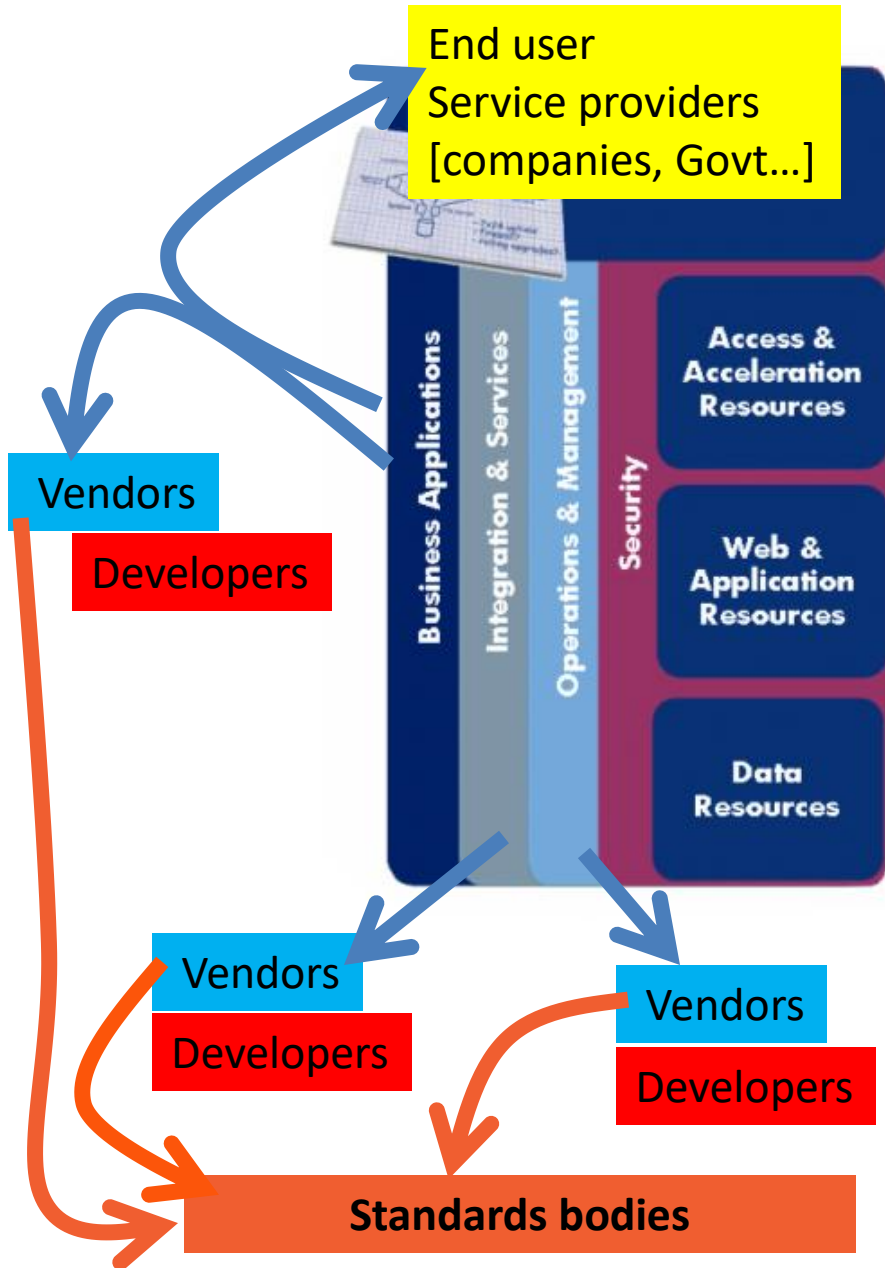 End user
Service providers
[companies, Govt…]
Business Applications
Integration & Services
Operations & Management
Security
Access &
Acceleration
Resources
Web &
Application
Resources
Data
Resources
Vendors
Developers
Vendors
Developers
Vendors
Developers
Standards bodies